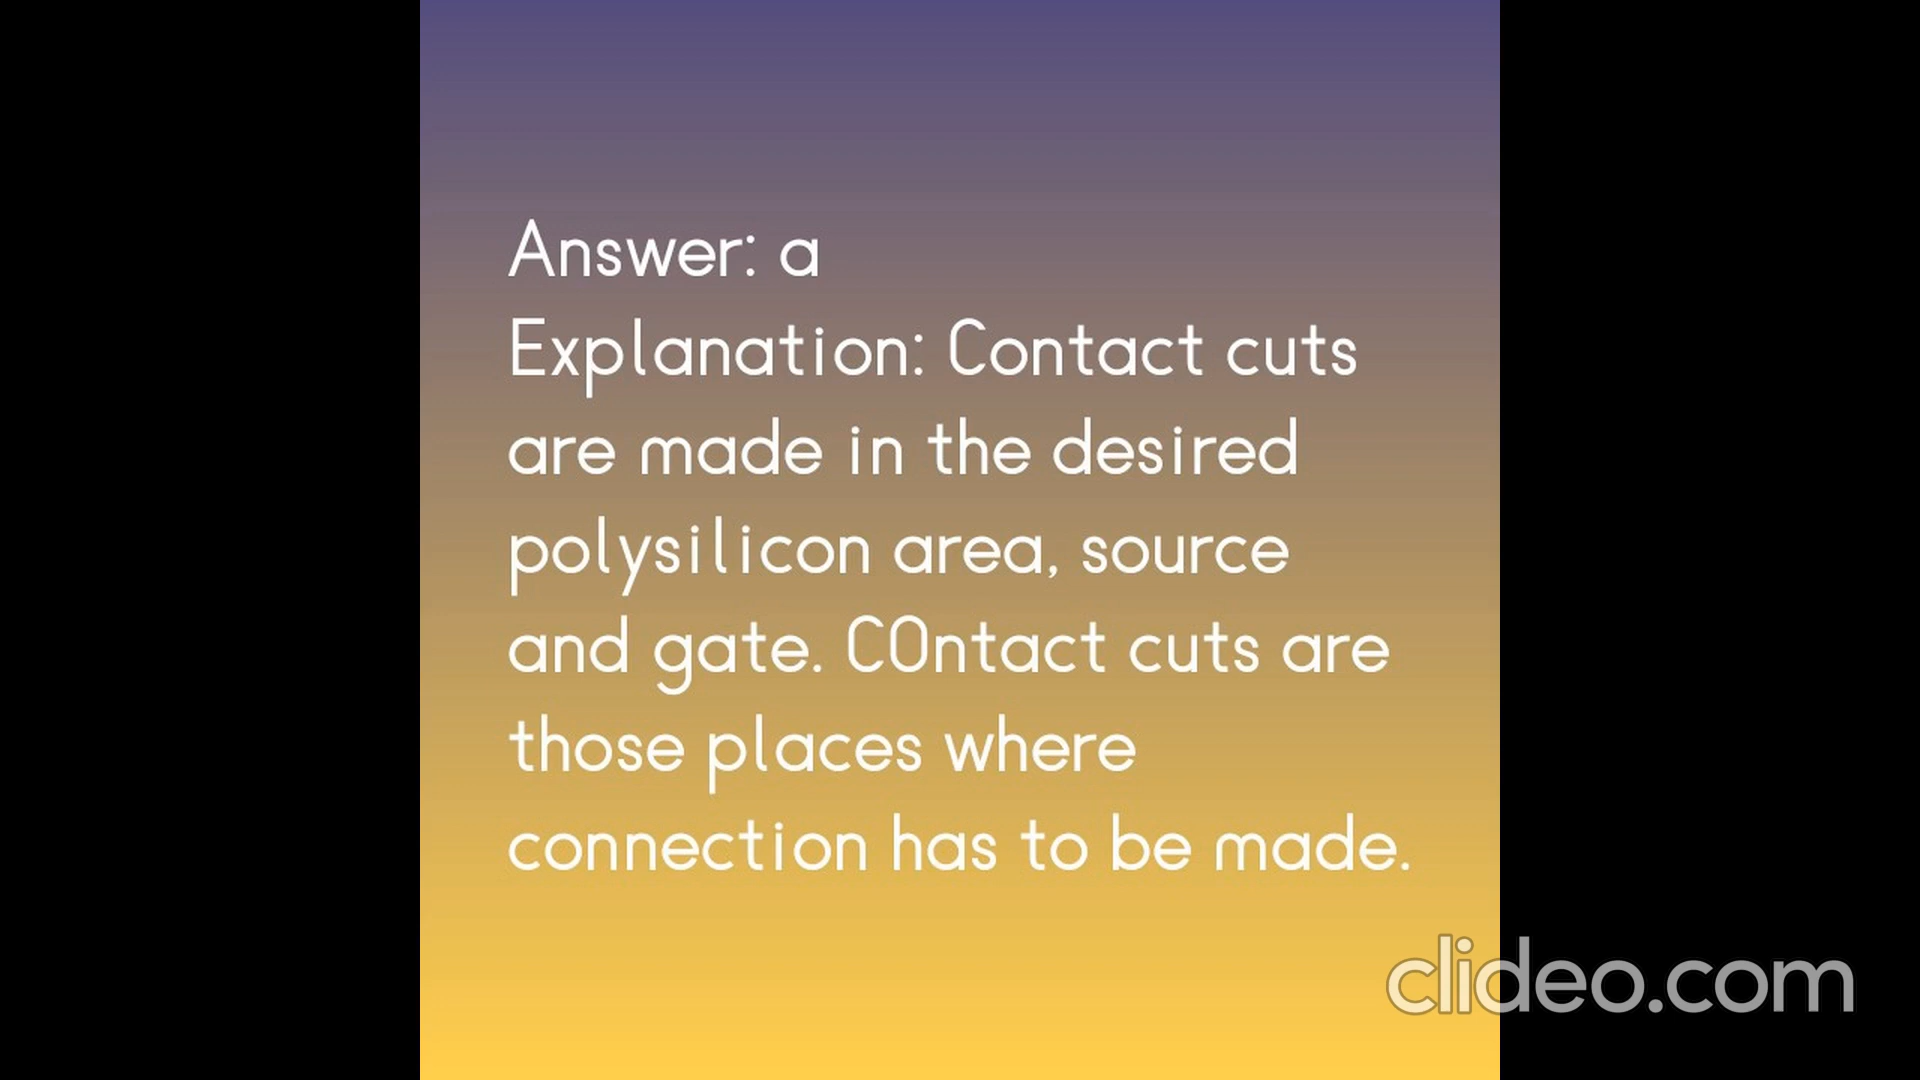 Answer: a
Explanation: Contact cuts
are made in the desired
polysilicon area, source
and gate. COntact cuts are
those places where
connection has to be made.
clideo.com